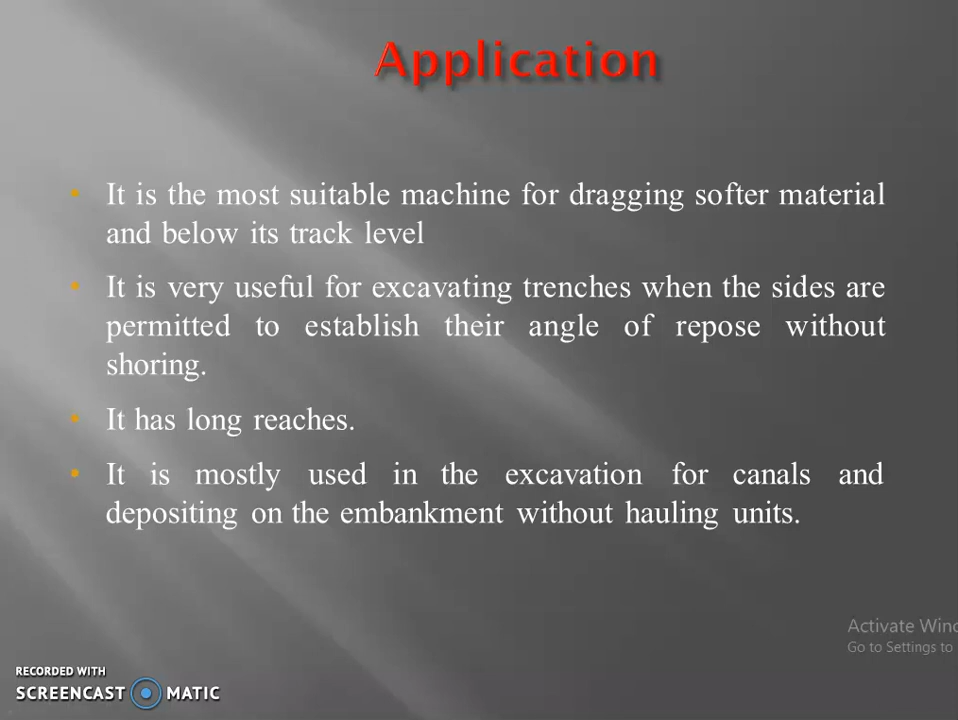 Application
• It is the most suitable machine for dragging softer material
and below its track level
• It is very useful for excavating trenches when the sides are
permitted to establish their angle of repose without
shoring.
• It has long reaches.
• It is mostly used in the excavation for canals and
depositing on the embankment without hauling units.
Activate Wind
Go to Settings to
RECORDED WITH
SCREENCAST MATIC